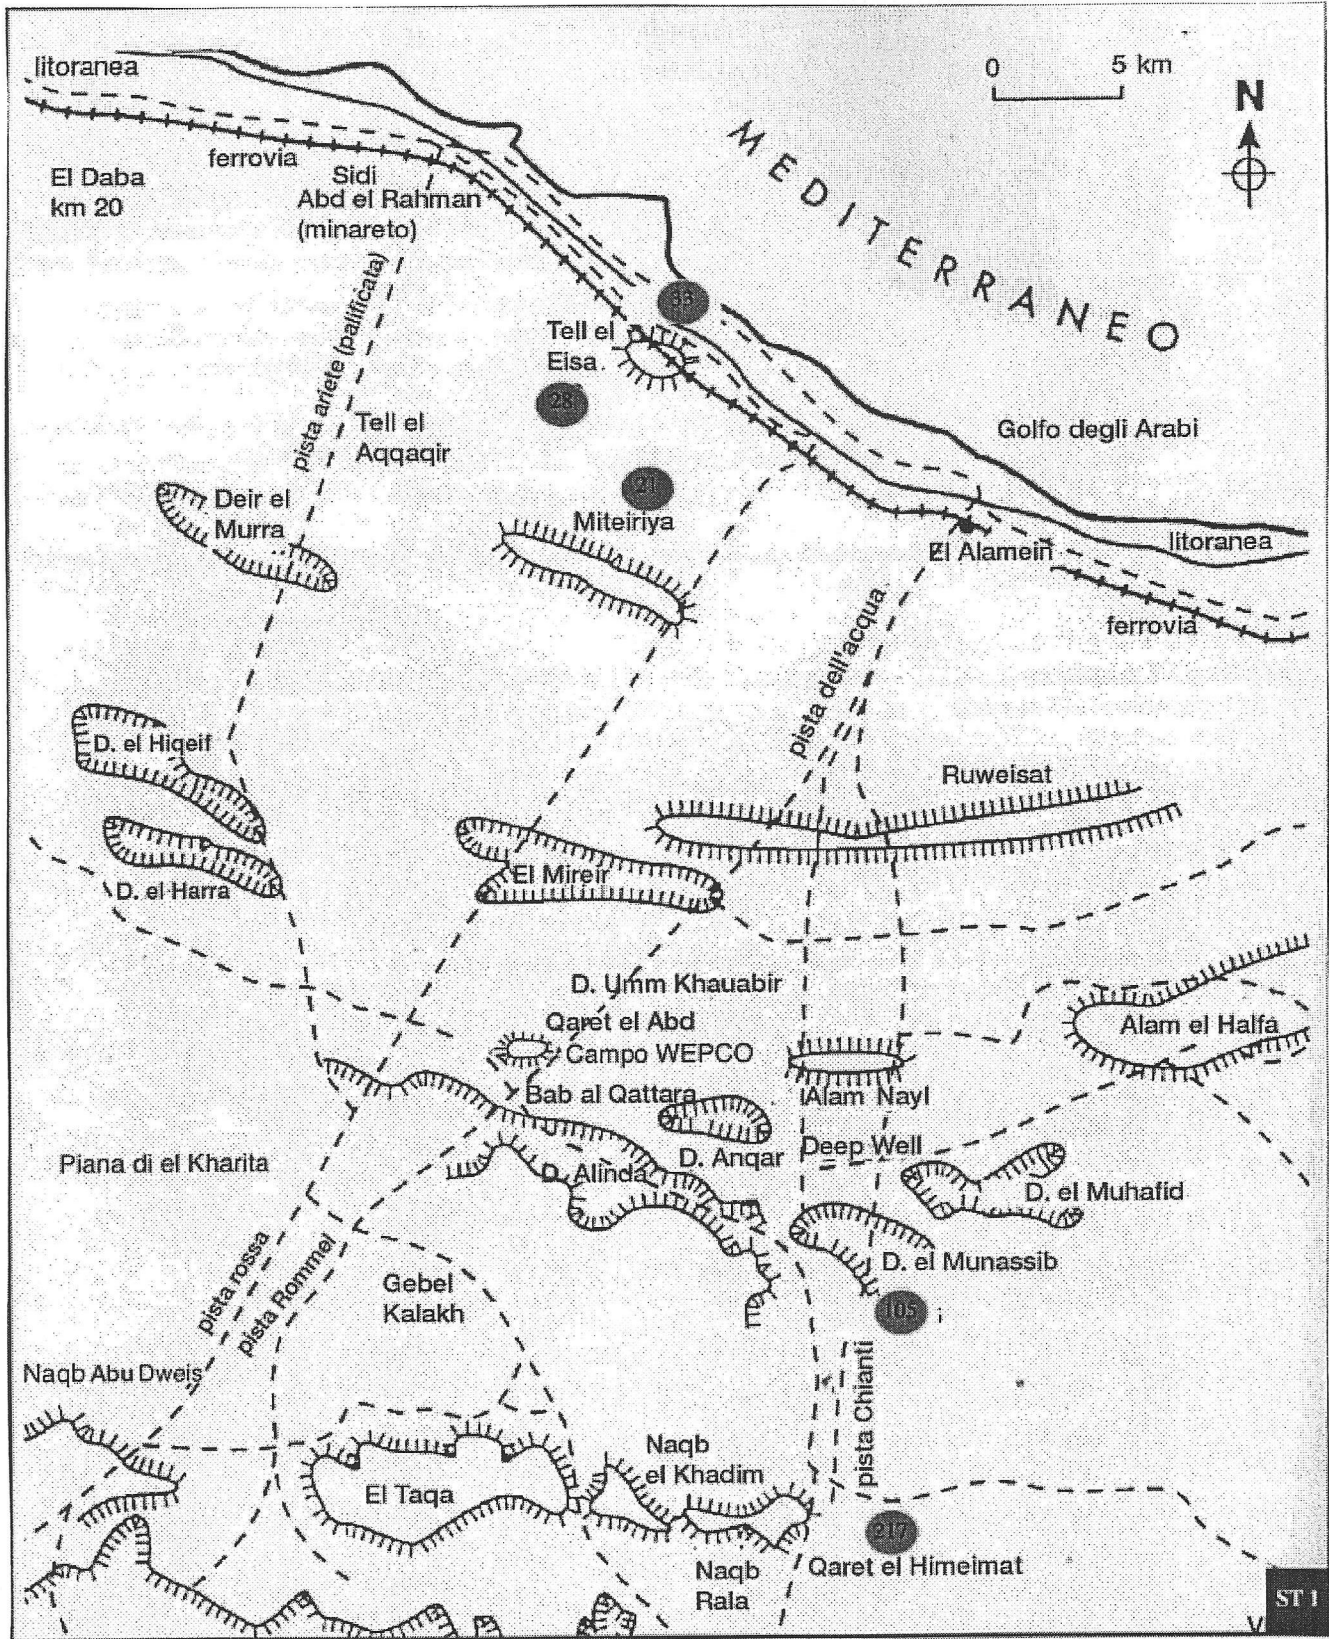 litoranea
0 5 km
N
MEDITERRANEO
ferrovia
El Daba
km 20
Sidi
Abd el Rahman
(minareto)
pista ariete (palificata)
33
Tell el
Eisa
28
Tell el
Aqqaqir
Golfo degli Arabi
21
Deir el
Murra
Miteiriya
El Alamein
litoranea
ferrovia
pista dell'acqua
D. el Hiqeif
Ruweisat
El Mireir
D. el Harra
D. Umm Khauabir
Qaret el Abd
Campo WEPCO
Alam el Halfa
Bab al Qattara
Alam Nayl
Piana di el Kharita
D. Alinda
D. Anqar
Deep Well
D. el Muhafid
D. el Munassib
pista rossa
pista Rommel
Gebel
Kalakh
105
Naqb Abu Dweis
pista Chianti
Naqb
el Khadim
El Taqa
217
Qaret el Himeimat
Naqb
Rala
ST 1